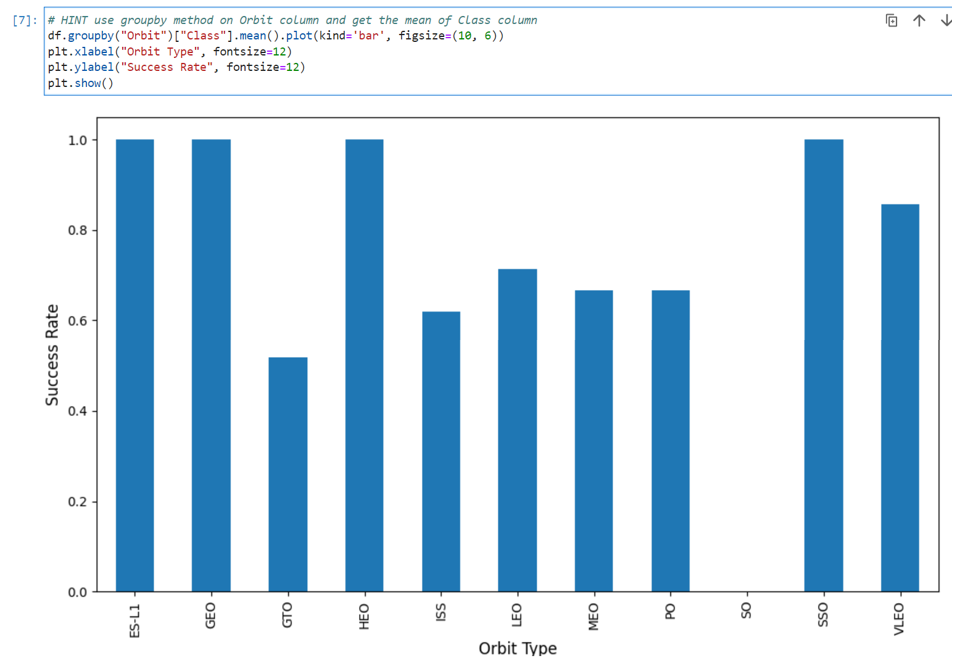 [7]: # HINT use groupby method on Orbit column and get the mean of Class column
df.groupby("Orbit")["Class"].mean().plot(kind='bar', figsize=(10, 6))
plt.xlabel("Orbit Type", fontsize=12)
plt.ylabel("Success Rate", fontsize=12)
plt.show()
1.0
0.8
0.6
0.4
0.2
0.0
Success Rate
ES-L1 GEO GTO HEO ISS LEO MEO PO SO SSO VLEO
Orbit Type